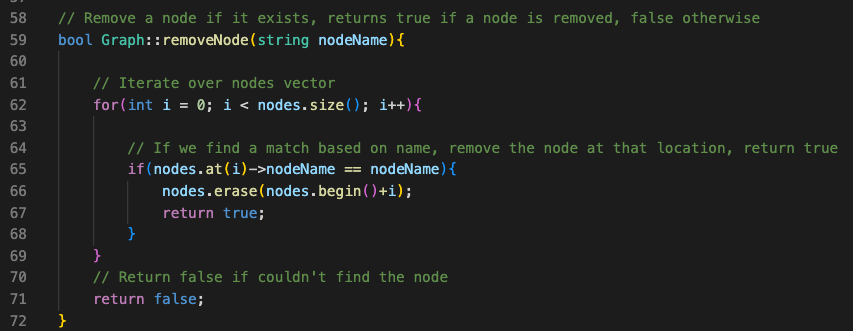 58 // Remove a node if it exists, returns true if a node is removed, false otherwise
59 bool Graph::removeNode(string nodeName){
60
61 // Iterate over nodes vector
62 for(int i = 0; i < nodes.size(); i++){
63
64 // If we find a match based on name, remove the node at that location, return true
65 if(nodes.at(i)->nodeName == nodeName){
66 nodes.erase(nodes.begin()+i);
67 return true;
68 }
69 }
70 // Return false if couldn't find the node
71 return false;
72 }